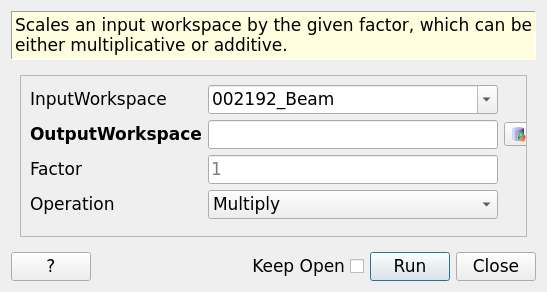 Scales an input workspace by the given factor, which can be
either multiplicative or additive.
InputWorkspace 002192_Beam
OutputWorkspace
Factor 1
Operation Multiply
? Keep Open Run Close